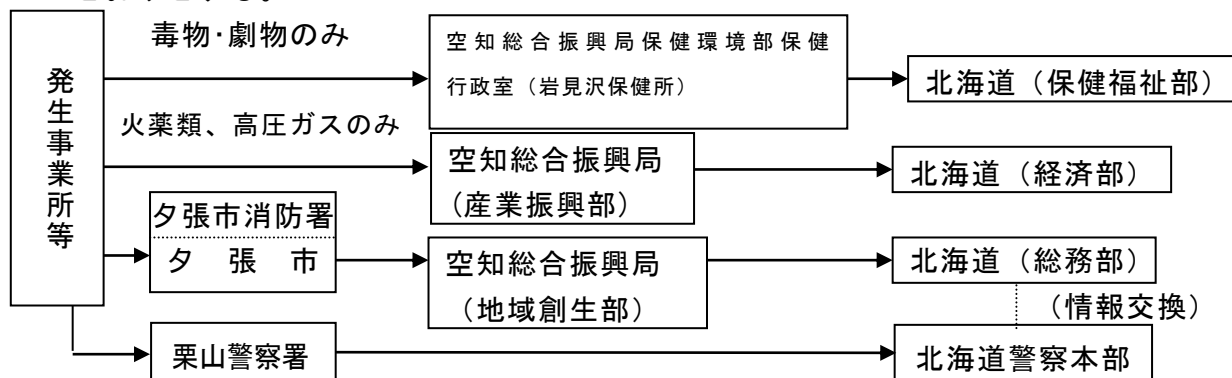 発生事業所等
毒物・劇物のみ
空知総合振興局保健環境部保健
行政室（岩見沢保健所）
北海道（保健福祉部）
火薬類、高圧ガスのみ
空知総合振興局
（産業振興部）
北海道（経済部）
夕張市消防署
夕張市
空知総合振興局
（地域創生部）
北海道（総務部）
（情報交換）
栗山警察署
北海道警察本部